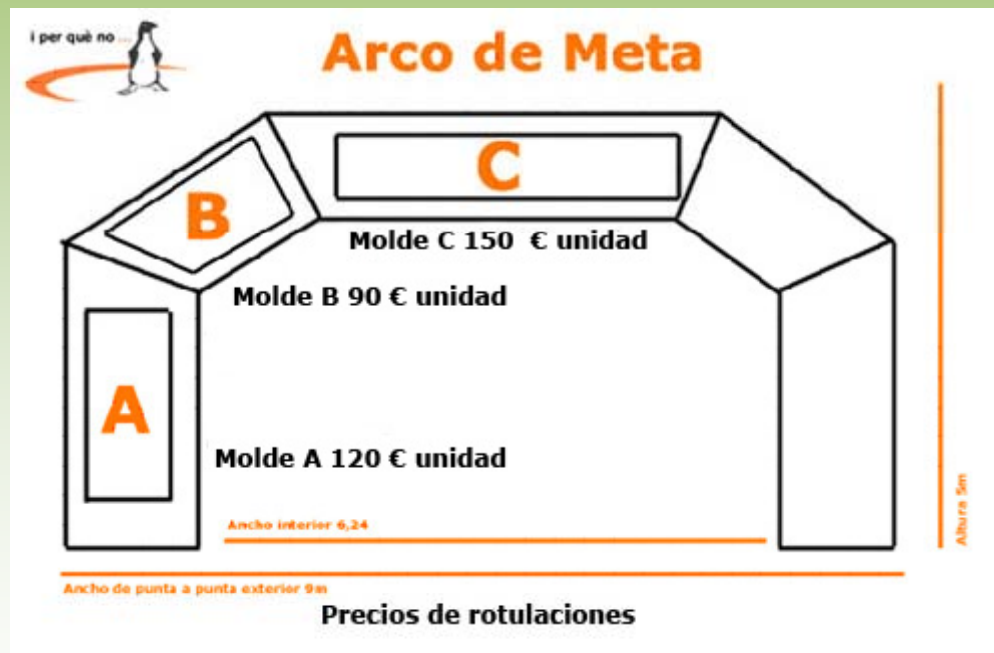 i per què no ...
Arco de Meta
C
B
Molde C 150 € unidad
Molde B 90 € unidad
A
Molde A 120 € unidad
Altura 5m
Ancho interior 6,24
Ancho de punta a punta exterior 9m
Precios de rotulaciones